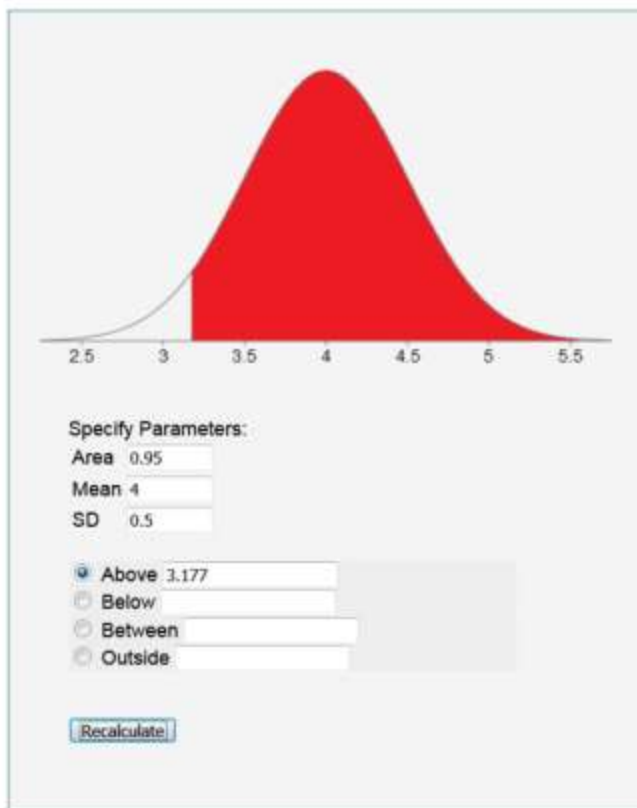 2.5 3 3.5 4 4.5 5 5.5
Specify Parameters:
Area 0.95
Mean 4
SD 0.5
Above 3.177
Below
Between
Outside
Recalculate